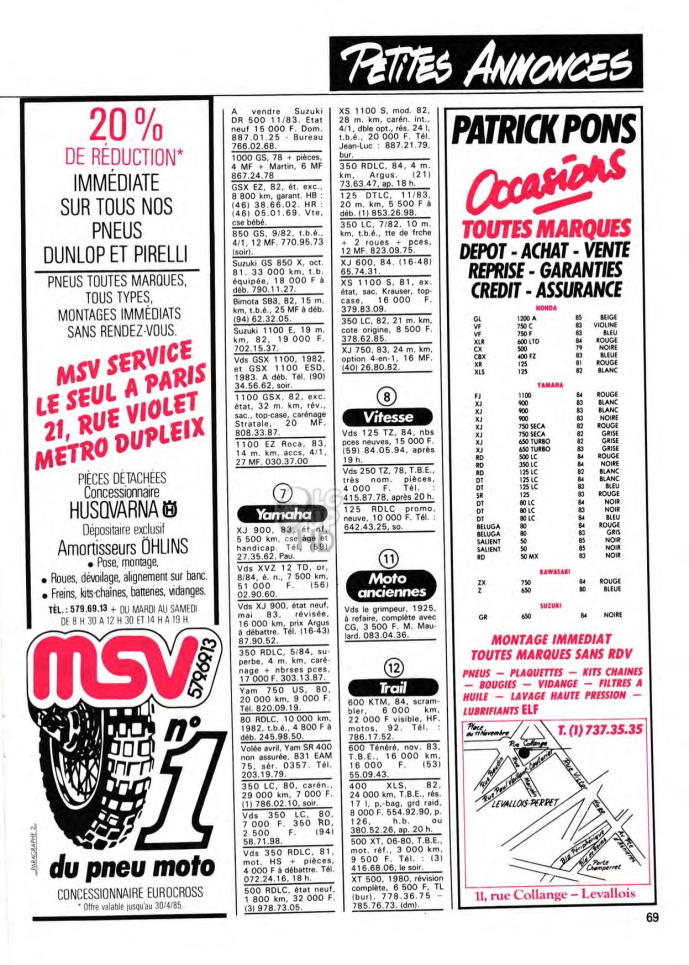 PETITES ANNONCES
20 %
DE RÉDUCTION*
IMMÉDIATE
SUR TOUS NOS
PNEUS
DUNLOP ET PIRELLI
PNEUS TOUTES MARQUES,
TOUS TYPES,
MONTAGES IMMÉDIATS
SANS RENDEZ-VOUS.
MSV SERVICE
LE SEUL A PARIS
21, RUE VIOLET
METRO DUPLEIX
PIÈCES DÉTACHÉES
Concessionnaire
HUSQVARNA
Dépositaire exclusif
Amortisseurs ÖHLINS
• Pose, montage,
• Roues, dévoilage, alignement sur banc.
• Freins, kits-chaînes, batteries, vidanges.
TÉL.: 579.69.13 + DU MARDI AU SAMEDI
DE 8 H 30 A 12 H 30 ET 14 H A 19 H.
msv
5796913
n° 1
du pneu moto
CONCESSIONNAIRE EUROCROSS
* Offre valable jusqu'au 30/4/85.
PARAGRAPHE 2
A vendre Suzuki
DR 500 11/83. Etat
neuf 15 000 F. Dom.
887.01.25 - Bureau
766.02.68.
1000 GS, 78 + pièces,
4 MF + Martin, 6 MF
867.24.78
GSX EZ, 82, ét. exc.,
8 800 km, garant. HB :
(46) 38.66.02. HR :
(46) 05.01.69. Vte,
cse bébé.
850 GS, 9/82, t.b.é.,
4/1, 12 MF. 770.95.73
(soir).
Suzuki GS 850 X, oct.
81. 33 000 km, t.b.
équipée, 18 000 F à
déb. 790.11.27.
Bimota SB3, 82, 15 m.
km, t.b.é., 25 MF à déb.
(94) 62.32.05.
Suzuki 1100 E, 19 m.
km, 82, 19 000 F.
702.15.37.
Vds GSX 1100, 1982,
et GSX 1100 ESD,
1983. A déb. Tél. (90)
34.56.62, soir.
1100 GSX, 82, exc.
état, 32 m. km, rév.,
sac., top-case, carénage
Stratale, 20 MF.
808.33.87.
1100 EZ Roca, 83,
14 m. km, accs, 4/1,
27 MF. 030.37.00
7
Yamaha
XJ 900, 83, ét. nf,
5 500 km, cse âge et
handicap. Tél. (59)
27.35.62, Pau.
Vds XVZ 12 TD, or,
8/84, é. n., 7 500 km,
51 000 F. (56)
02.90.60.
Vds XJ 900, état neuf,
mai 83, révisée,
16 000 km, prix Argus
à débattre. Tél. (16-43)
87.90.52.
350 RDLC, 5/84, su-
perbe, 4 m. km, caré-
nage + nbrses pces,
17 000 F. 303.13.87.
Yam 750 US, 80,
20 000 km, 9 000 F.
Tél. 820.09.19.
80 RDLC, 10 000 km,
1982, t.b.é., 4 800 F à
déb. 245.98.50.
Volée avril, Yam SR 400
non assurée, 831 EAM
75, sér. 0357. Tél.
203.19.79.
350 LC, 80, carén.,
29 000 km, 7 000 F.
(1) 786.02.10, soir.
Vds 350 LC, 80,
7 000 F. 350 RD,
2 500 F. (94)
58.71.98.
Vds 350 RDLC, 81,
mot. HS + pièces,
4 000 F à débattre. Tél.
072.24.16, 18 h.
500 RDLC, état neuf,
1 800 km, 32 000 F.
(3) 978.73.05.
XS 1100 S, mod. 82,
28 m. km, carén. int.,
4/1, dble opt., rés. 24 l,
t.b.é., 20 000 F. Tél.
Jean-Luc : 887.21.79,
bur.
350 RDLC, 84, 4 m.
km, Argus. (21)
73.63.47, ap. 18 h.
125 DTLC, 11/83,
20 m. km, 5 500 F à
déb. (1) 853.26.98.
350 LC, 7/82, 10 m.
km, t.b.é., tte de frche
+ 2 roues + pces,
12 MF. 823.09.75.
XJ 600, 84. (16-48)
65.74.31.
XS 1100 S, 81, ex.
état, sac. Krauser, top-
case, 16 000 F.
379.83.09.
350 LC, 82, 21 m. km,
cote origine, 8 500 F.
378.62.85.
XJ 750, 83, 24 m. km,
option 4-en-1, 16 MF.
(40) 26.80.82.
8
Vitesse
Vds 125 TZ, 84, nbs
pces neuves, 15 000 F.
(59) 84.05.94, après
19 h.
Vds 250 TZ, 78, T.B.E.,
très nom. pièces,
4 000 F. Tél. :
415.87.78, après 20 h.
125 RDLC promo,
neuve, 10 000 F. Tél. :
642.43.25, so.
11
Moto
anciennes
Vds le grimpeur, 1925,
à refaire, complète avec
CG, 3 500 F. M. Mau-
lard. 083.04.36.
12
Trail
600 KTM, 84, scram-
bler, 6 000 km,
22 000 F visible, HF.
motos, 92. Tél. :
786.17.52.
600 Ténéré, nov. 83,
T.B.E., 16 000 km,
16 000 F. (53)
55.09.43.
400 XLS, 82,
24 000 km, T.B.E., rés.
17 l, p.-bag, grd raid,
8 000 F. 554.92.90, p.
126, h.b. ou
380.52.26, ap. 20 h.
500 XT, 06-80, T.B.E.,
mot. réf., 3 000 km,
9 500 F. Tél. : (3)
416.68.06, le soir.
XT 500, 1980, révision
complète, 6 500 F, TL
(bur). 778.36.75 -
785.76.73. (dm).
PATRICK PONS
Occasions
TOUTES MARQUES
DEPOT - ACHAT - VENTE
REPRISE - GARANTIES
CREDIT - ASSURANCE
HONDA
GL 1200 A 85 BEIGE
VF 750 C 83 VIOLINE
VF 750 F 83 BLEU
XLR 600 LTD 84 ROUGE
CX 500 79 NOIRE
CBX 400 FZ 83 BLEUE
XR 125 81 ROUGE
XLS 125 82 BLANC
YAMAHA
FJ 1100 84 ROUGE
XJ 900 83 BLANC
XJ 900 83 BLANC
XJ 900 83 NOIRE
XJ 750 SECA 82 ROUGE
XJ 750 SECA 82 GRISE
XJ 650 TURBO 82 GRISE
XJ 650 TURBO 83 GRISE
RD 500 LC 84 ROUGE
RD 350 LC 84 NOIR
RD 125 LC 82 BLANC
DT 125 LC 84 BLANC
DT 125 LC 83 BLEU
SR 125 83 ROUGE
DT 80 LC 84 NOIR
DT 80 LC 83 NOIR
DT 80 LC 84 BLEU
BELUGA 80 84 ROUGE
BELUGA 80 83 GRIS
SALIENT 50 85 NOIR
SALIENT 50 85 NOIR
RD 50 MX 83 NOIR
KAWASAKI
ZX 750 84 ROUGE
Z 650 80 BLEUE
SUZUKI
GR 650 84 NOIRE
MONTAGE IMMEDIAT
TOUTES MARQUES SANS RDV
PNEUS — PLAQUETTES — KITS CHAINES
— BOUGIES — VIDANGE — FILTRES A
HUILE — LAVAGE HAUTE PRESSION —
LUBRIFIANTS ELF
T. (1) 737.35.35
Place
du 11 Novembre
Rue Collange
Rue Paul Vaillant Couturier
LEVALLOIS-PERRET
Porte
Champerret
11, rue Collange – Levallois
69